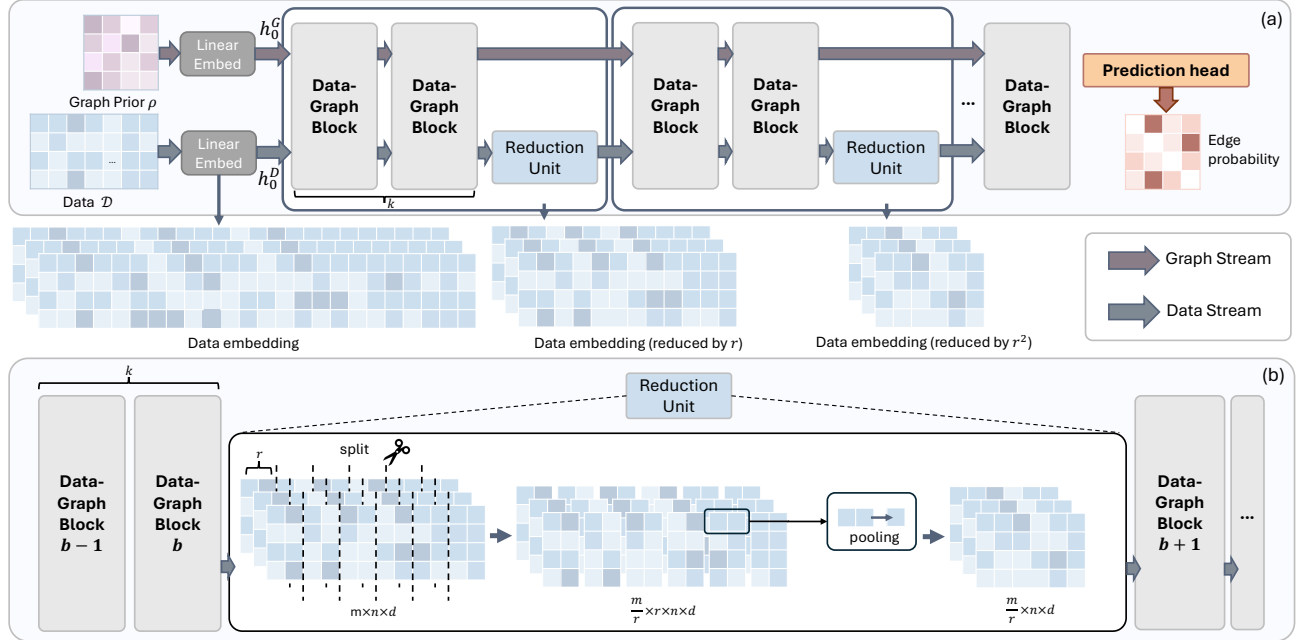 (a)
Graph Prior ρ
Linear
Embed
h₀ᴳ
Data-
Graph
Block
Data-
Graph
Block
Data-
Graph
Block
Data-
Graph
Block
...
Data-
Graph
Block
Prediction head
Edge
probability
...
Data 𝒟
Linear
Embed
h₀ᴰ
Reduction
Unit
Reduction
Unit
k
Data embedding
Data embedding (reduced by r)
Data embedding (reduced by r²)
Graph Stream
Data Stream
(b)
k
Data-
Graph
Block
b − 1
Data-
Graph
Block
b
Reduction
Unit
r
split
m×n×d
m/r ×r×n×d
pooling
m/r ×n×d
Data-
Graph
Block
b + 1
...